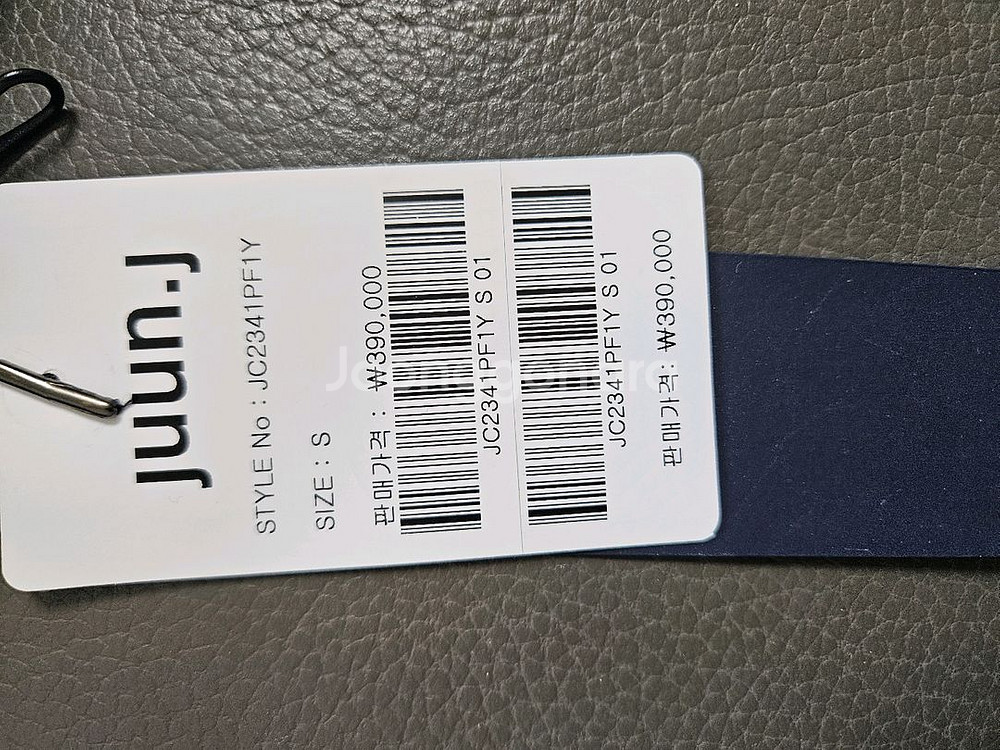 juun.J
STYLE No : JC2341PF1Y
SIZE : S
판매가격 : ₩390,000
JC2341PF1Y S 01
JC2341PF1Y S 01
판매가격: ₩390,000